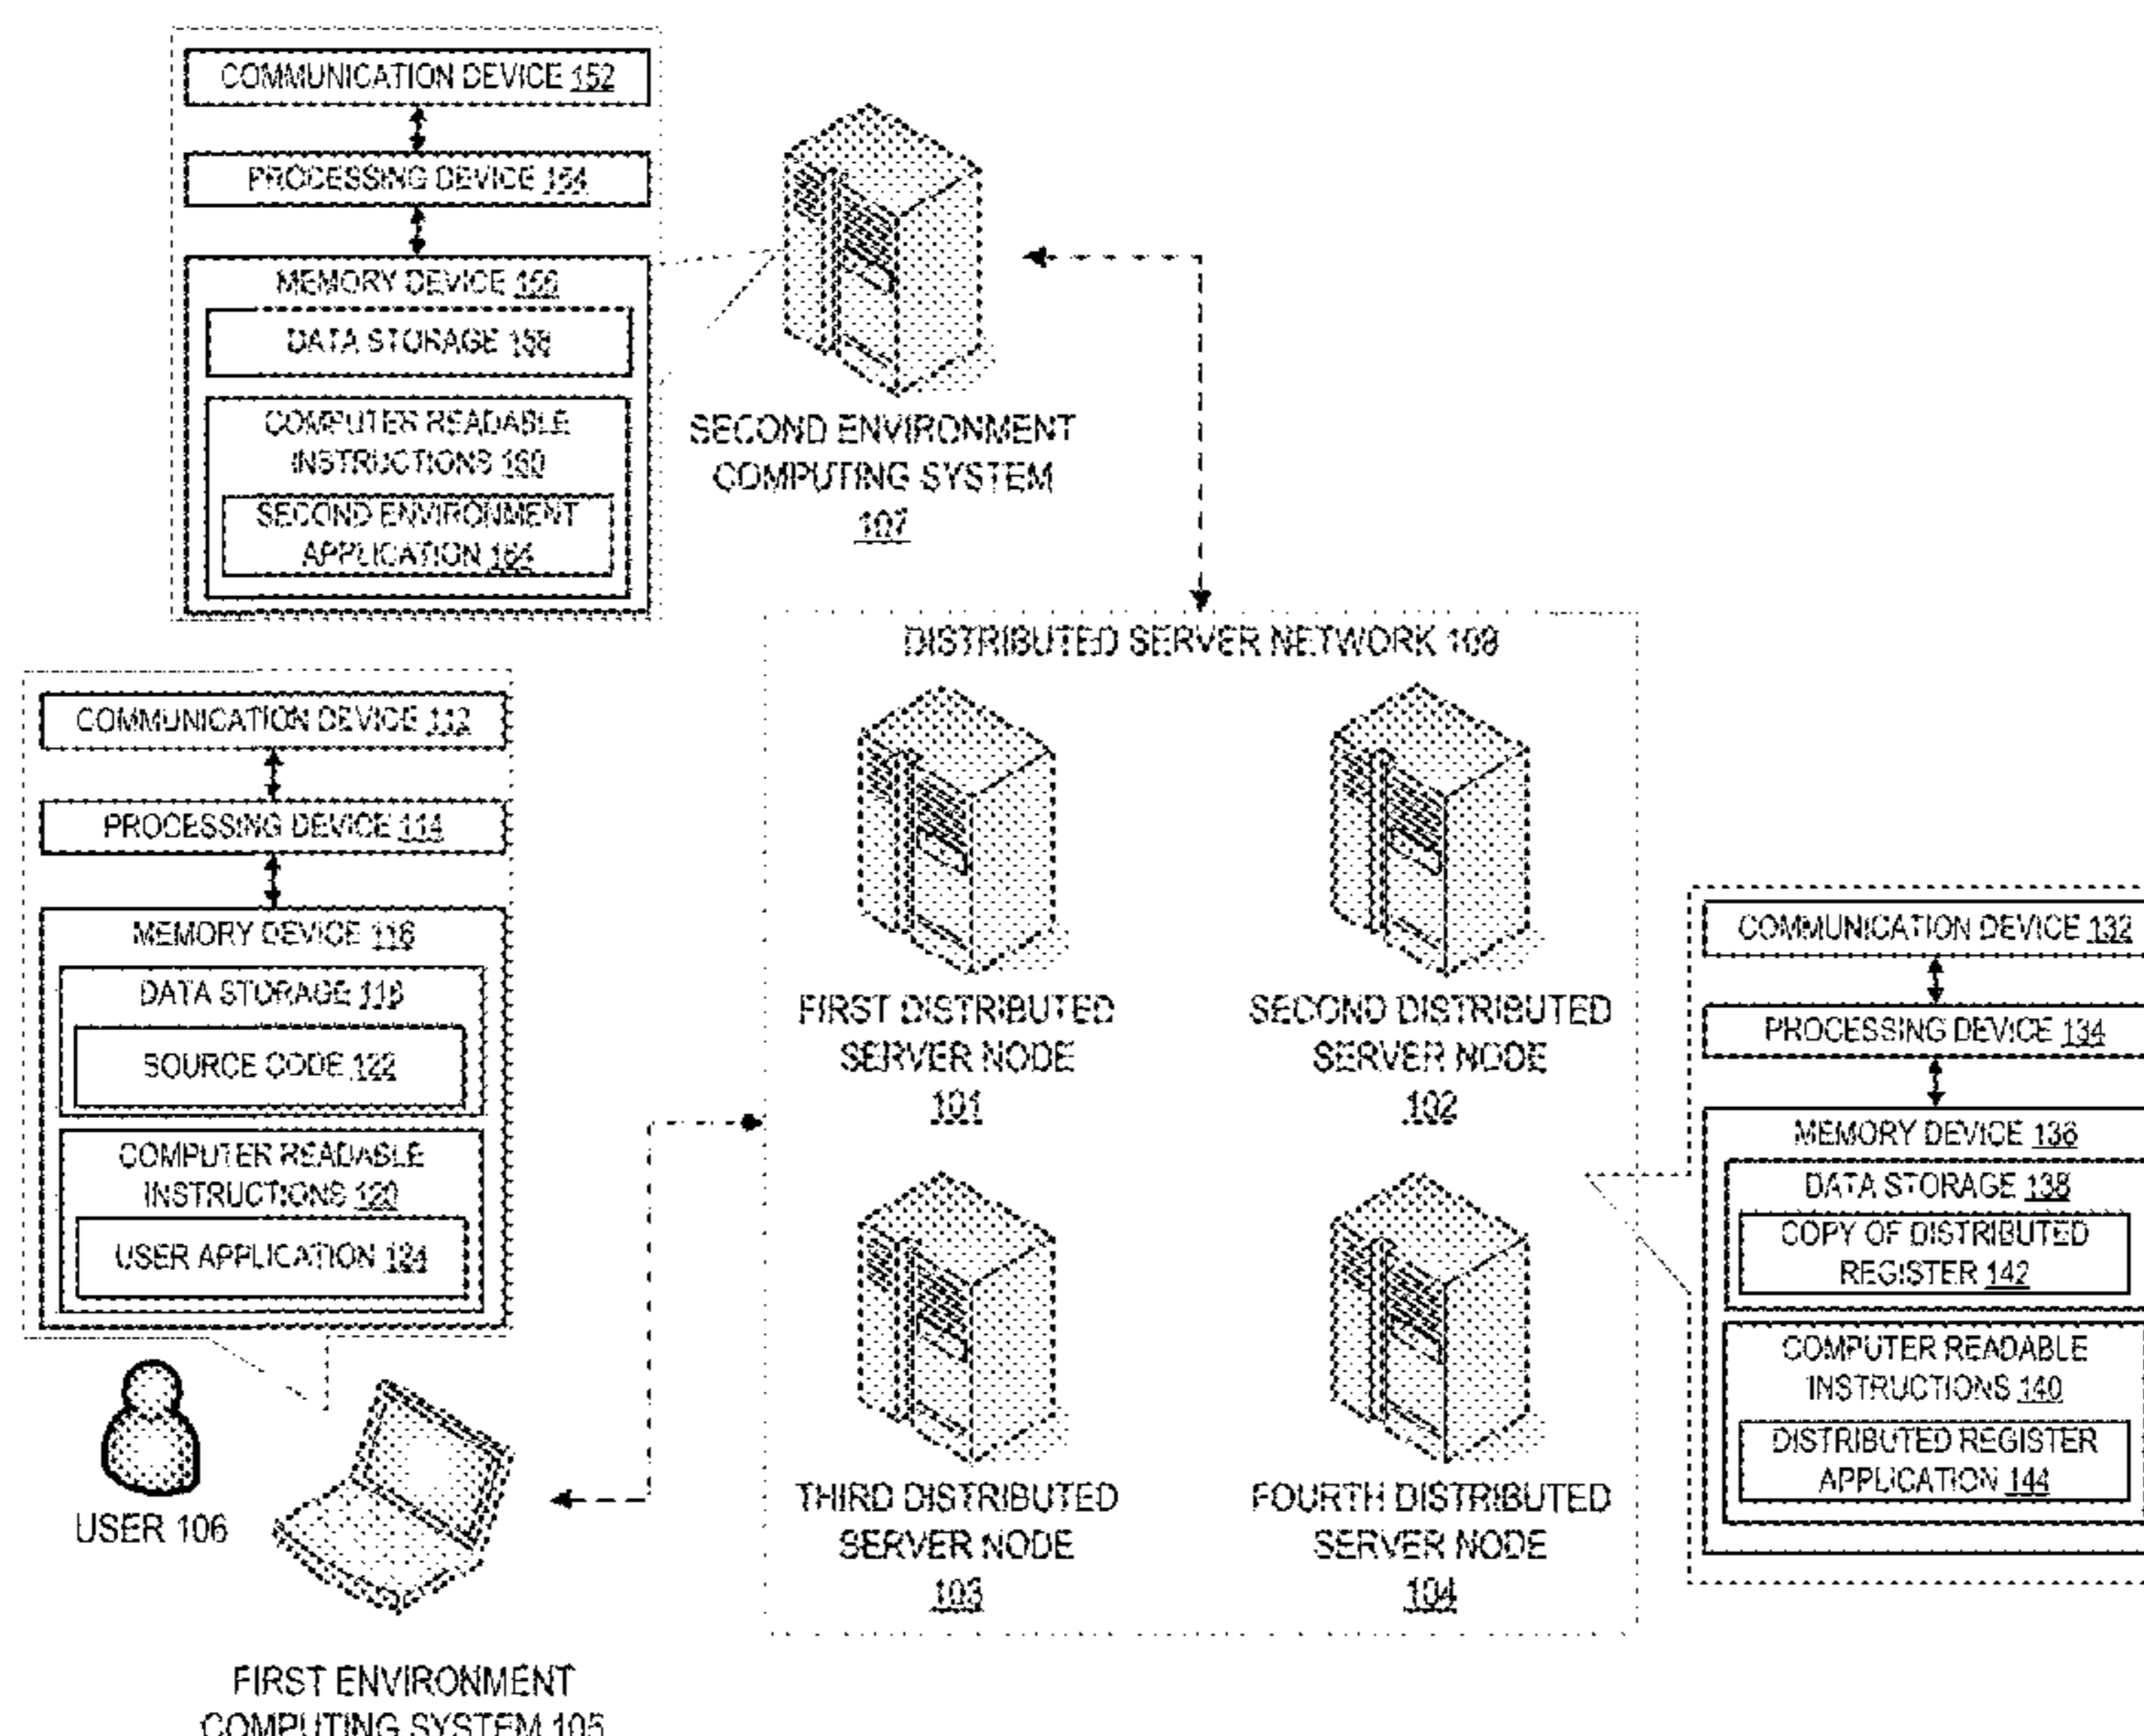 COMMUNICATION DEVICE 152
PROCESSING DEVICE 154
MEMORY DEVICE 156
DATA STORAGE 158
COMPUTER READABLE
INSTRUCTIONS 160
SECOND ENVIRONMENT
APPLICATION 164
SECOND ENVIRONMENT
COMPUTING SYSTEM
107
COMMUNICATION DEVICE 112
PROCESSING DEVICE 114
MEMORY DEVICE 116
DATA STORAGE 118
SOURCE CODE 122
COMPUTER READABLE
INSTRUCTIONS 120
USER APPLICATION 124
USER 106
FIRST ENVIRONMENT
COMPUTING SYSTEM 105
DISTRIBUTED SERVER NETWORK
FIRST DISTRIBUTED
SERVER NODE
101
SECOND DISTRIBUTED
SERVER NODE
102
THIRD DISTRIBUTED
SERVER NODE
103
FOURTH DISTRIBUTED
SERVER NODE
104
COMMUNICATION DEVICE 132
PROCESSING DEVICE 134
MEMORY DEVICE 136
DATA STORAGE 138
COPY OF DISTRIBUTED
REGISTER 142
COMPUTER READABLE
INSTRUCTIONS 140
DISTRIBUTED REGISTER
APPLICATION 144